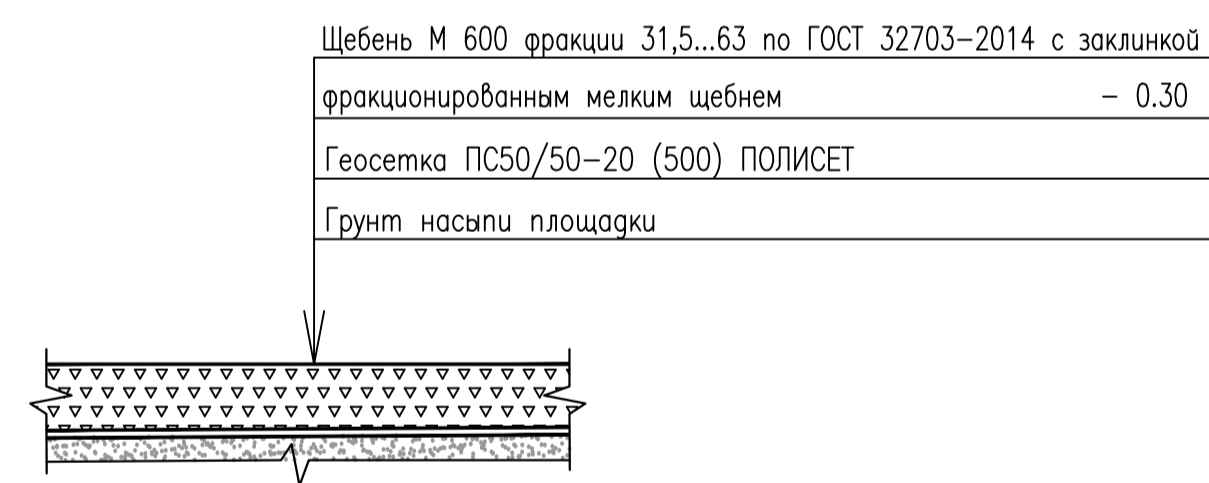 Щебень М 600 фракции 31,5...63 по ГОСТ 32703-2014 с заклинкой
фракционированным мелким щебнем - 0.30
Геосетка ПС50/50-20 (500) ПОЛИСЕТ
Грунт насыпи площадки